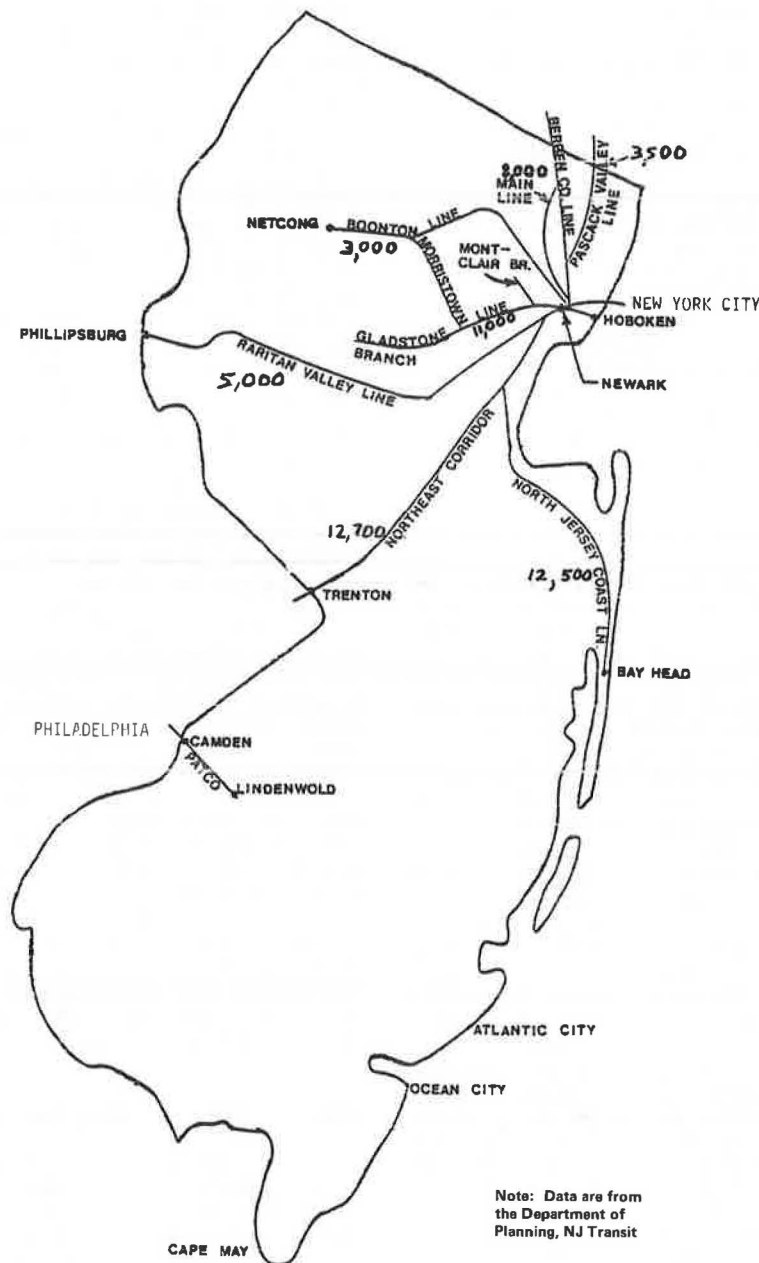 BERGEN CO. LINE
3,500
MAIN
LINE
PASCACK VALLEY
LINE
NETCONG
BOONTON LINE
3,000
MORRISTOWN
MONT-
CLAIR BR.
NEW YORK CITY
HOBOKEN
PHILLIPSBURG
GLADSTONE LINE
BRANCH
11,000
RARITAN VALLEY LINE
5,000
NEWARK
NORTHEAST CORRIDOR
12,700
NORTH JERSEY COAST LN.
12,500
TRENTON
BAY HEAD
PHILADELPHIA
CAMDEN
PATCO
LINDENWOLD
ATLANTIC CITY
OCEAN CITY
Note: Data are from
the Department of
Planning, NJ Transit
CAPE MAY